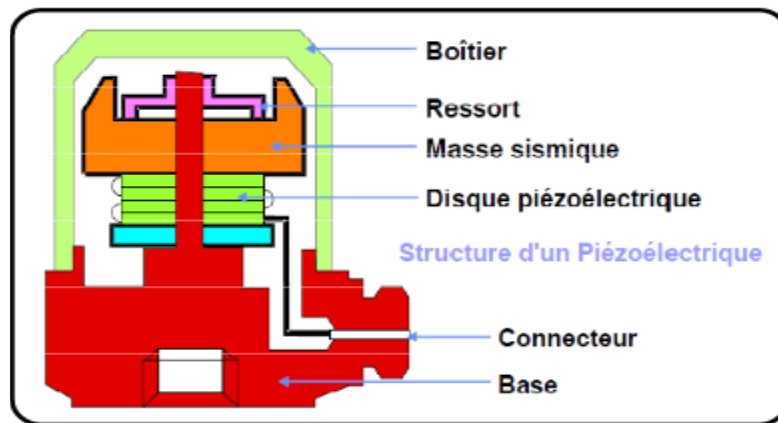 Boîtier
Ressort
Masse sismique
Disque piézoélectrique
Structure d'un Piézoélectrique
Connecteur
Base